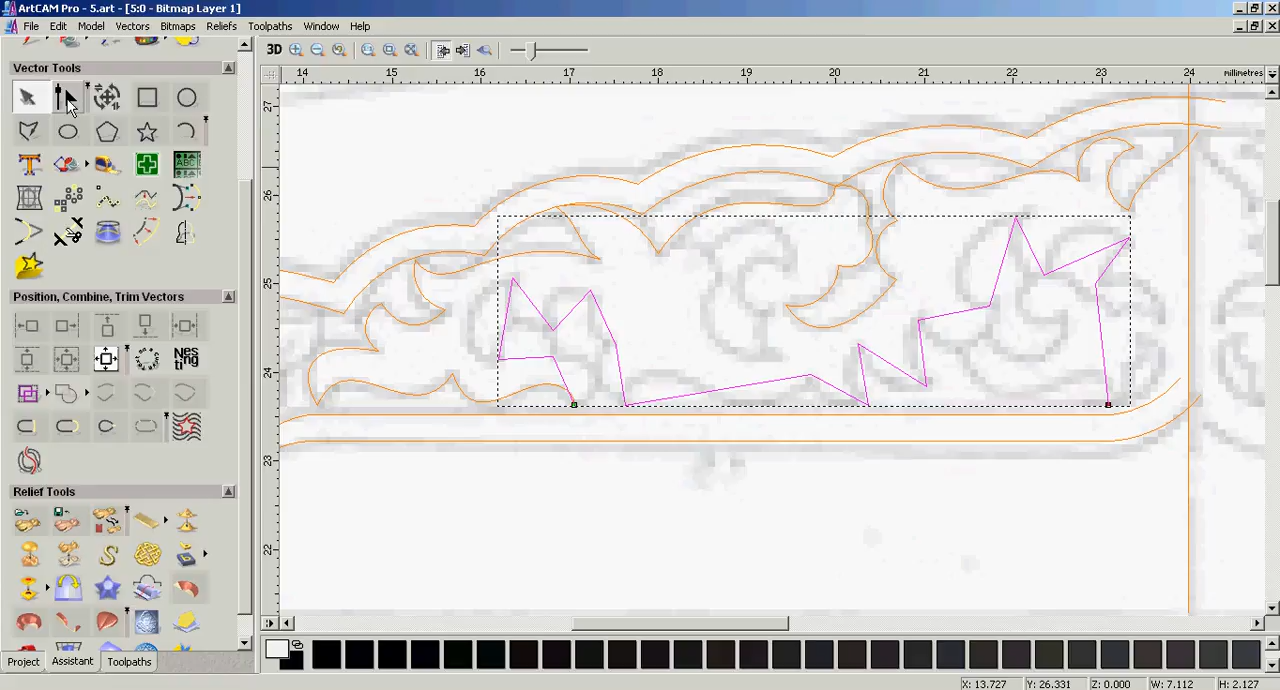 ArtCAM Pro - 5.art - [5:0 - Bitmap Layer 1]
File Edit Model Vectors Bitmaps Reliefs Toolpaths Window Help
3D
Vector Tools
14 15 16 17 18 19 20 21 22 23 24 millimetres
27
26
25
24
23
22
T
ABC
Position, Combine, Trim Vectors
Nes
ting
Relief Tools
Project Assistant Toolpaths
X: 13.727 Y: 26.331 Z: 0.000 W: 7.112 H: 2.127